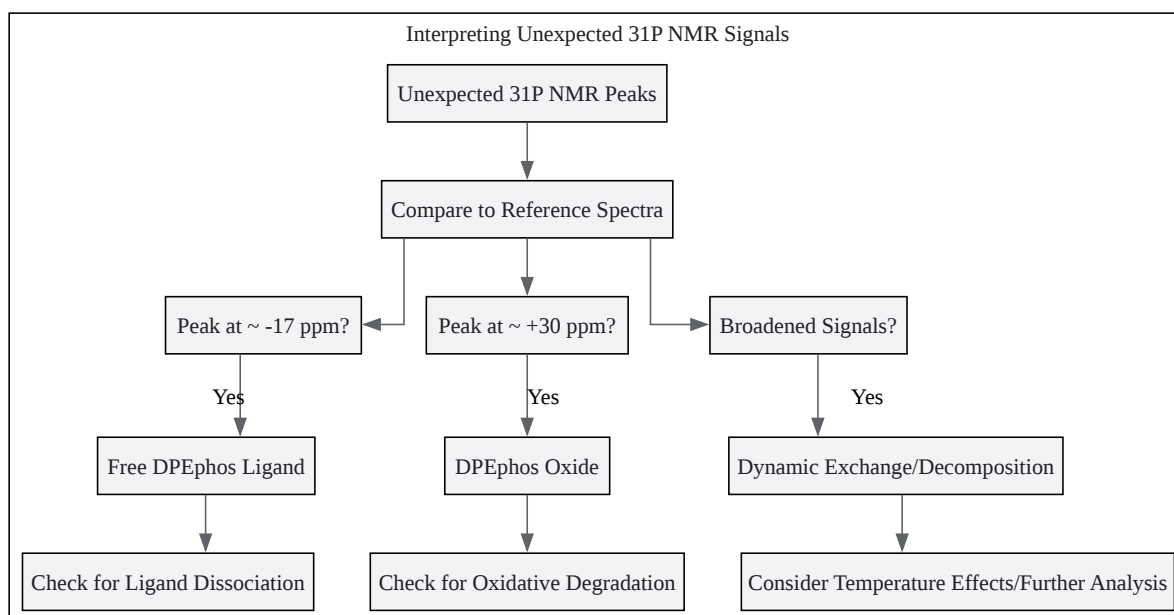 Interpreting Unexpected 31P NMR Signals
Unexpected 31P NMR Peaks
Compare to Reference Spectra
Peak at ~ -17 ppm?
Peak at ~ +30 ppm?
Broadened Signals?
Yes
Yes
Yes
Free DPEphos Ligand
DPEphos Oxide
Dynamic Exchange/Decomposition
Check for Ligand Dissociation
Check for Oxidative Degradation
Consider Temperature Effects/Further Analysis